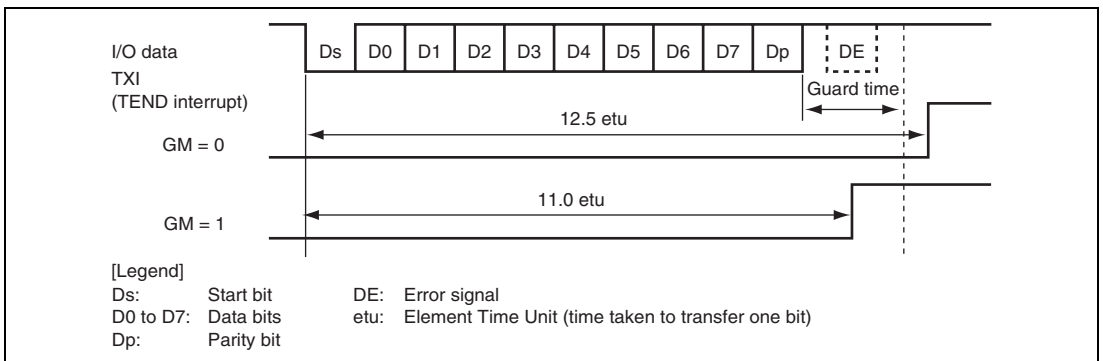 I/O data
Ds D0 D1 D2 D3 D4 D5 D6 D7 Dp DE
TXI
(TEND interrupt)
Guard time
12.5 etu
GM = 0
11.0 etu
GM = 1
[Legend]
Ds: Start bit DE: Error signal
D0 to D7: Data bits etu: Element Time Unit (time taken to transfer one bit)
Dp: Parity bit